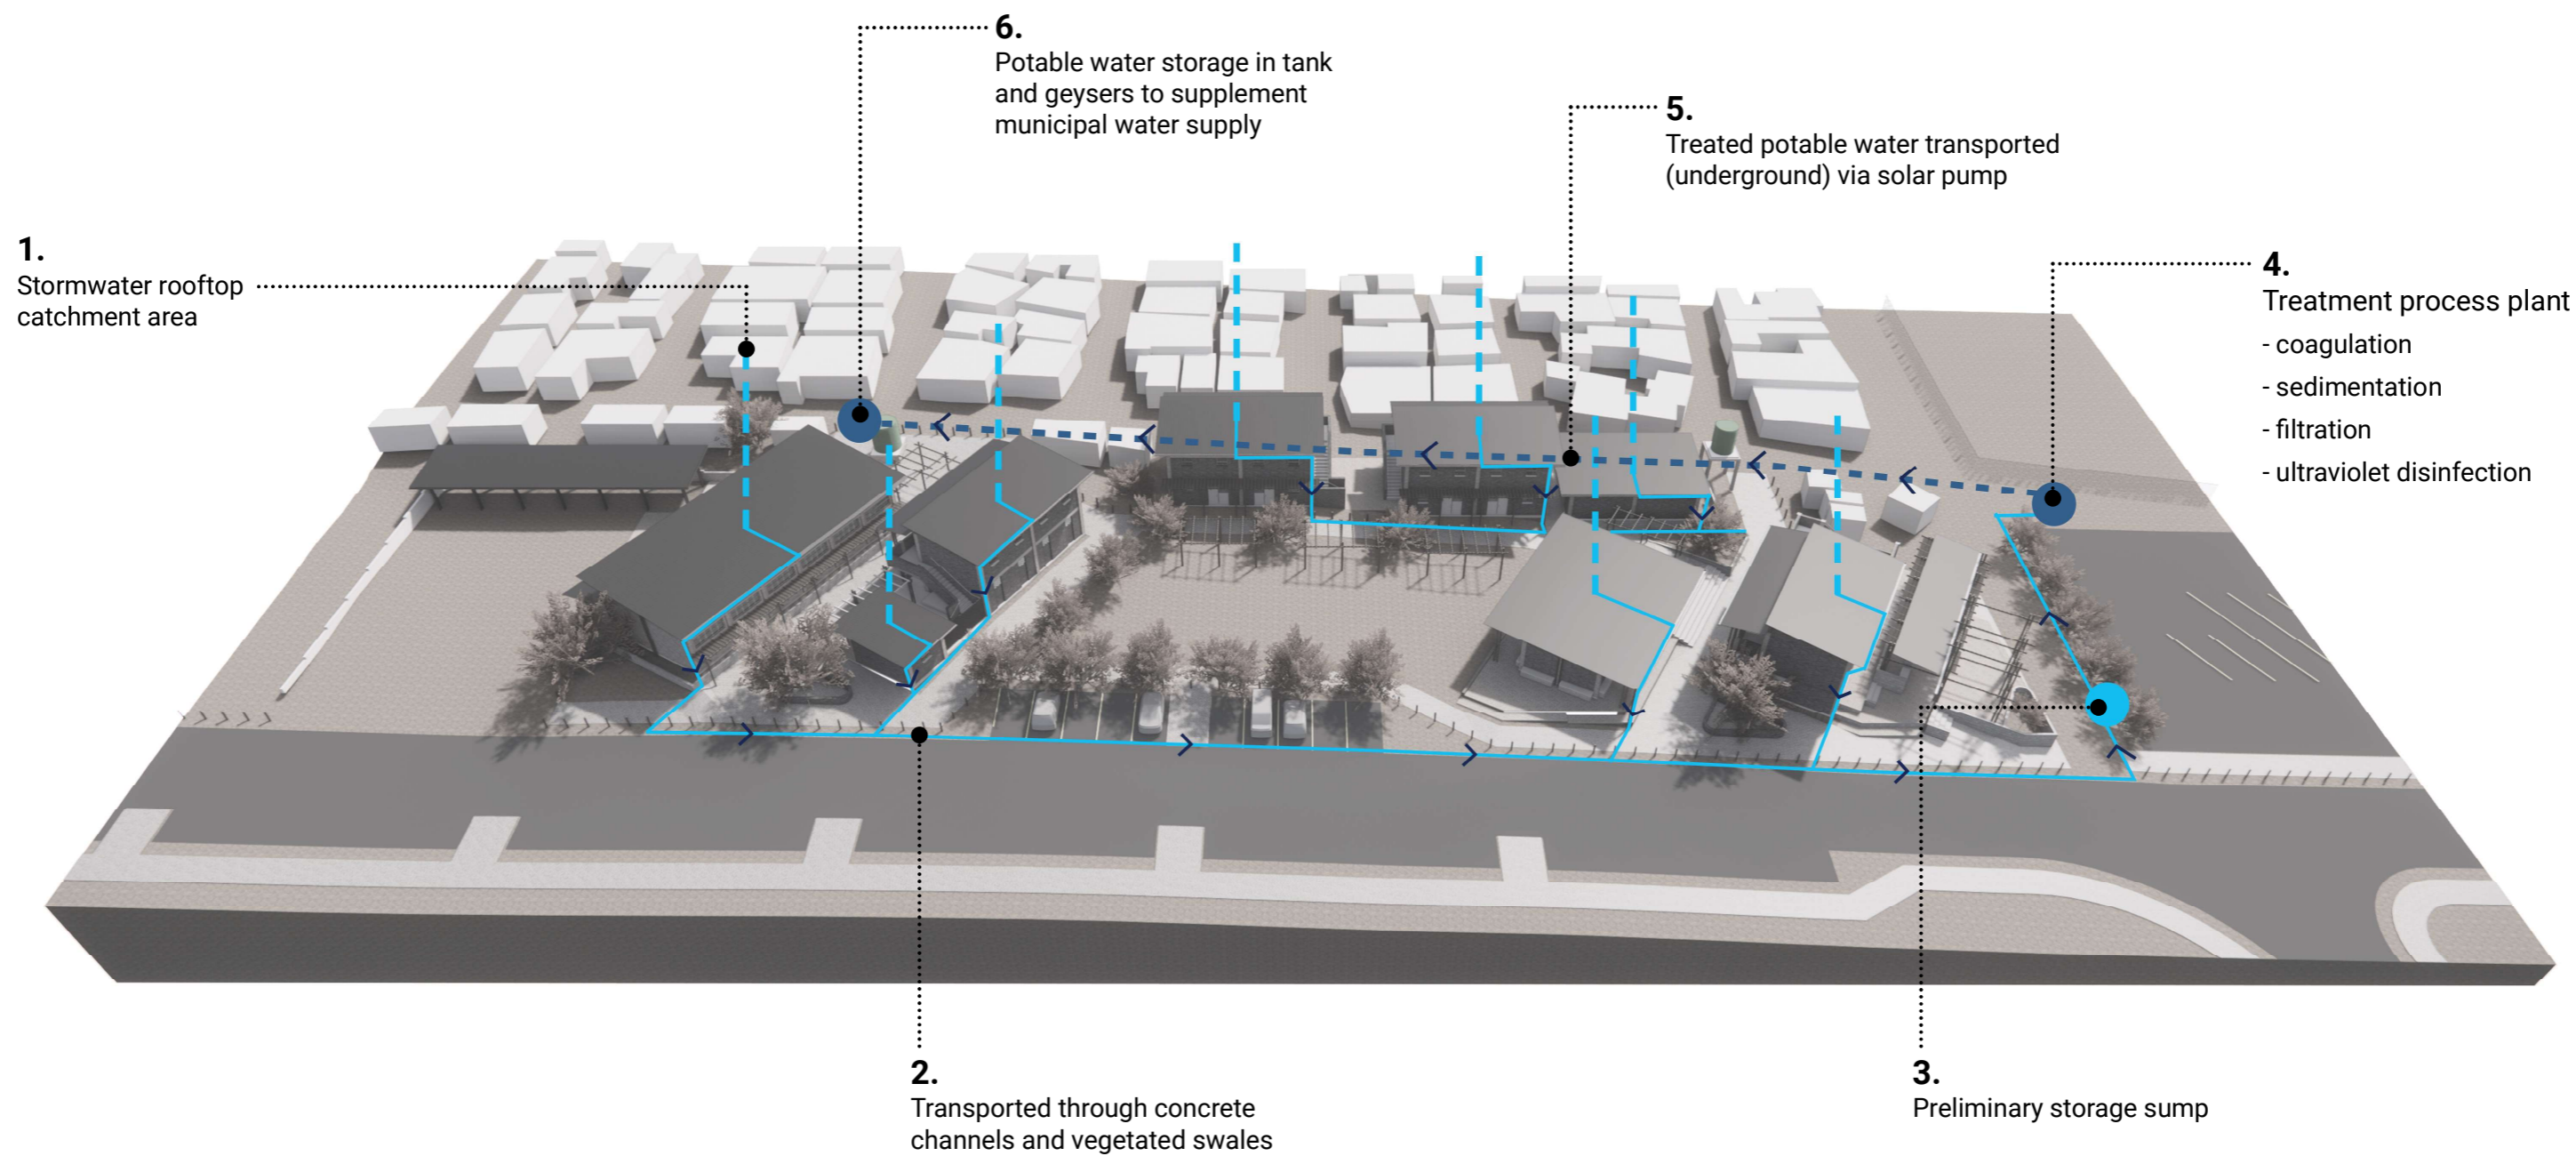 1.
Stormwater rooftop
catchment area
2.
Transported through concrete
channels and vegetated swales
3.
Preliminary storage sump
4.
Treatment process plant
- coagulation
- sedimentation
- filtration
- ultraviolet disinfection
5.
Treated potable water transported
(underground) via solar pump
6.
Potable water storage in tank
and geysers to supplement
municipal water supply